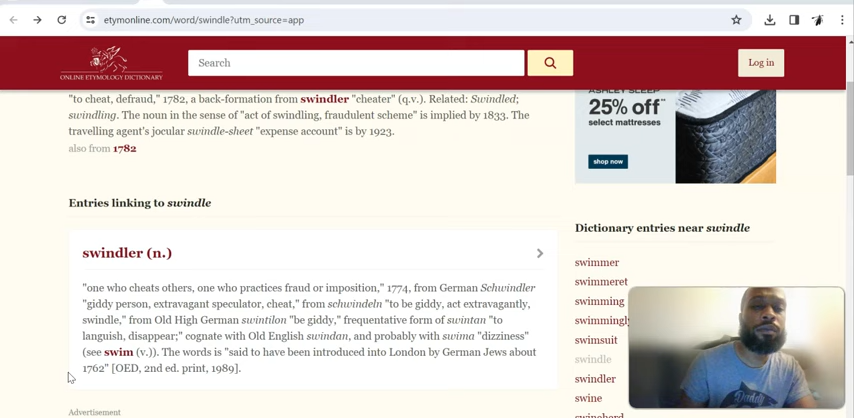 etymonline.com/word/swindle?utm_source=app
ONLINE ETYMOLOGY DICTIONARY
Search
Log in
"to cheat, defraud," 1782, a back-formation from swindler "cheater" (q.v.). Related: Swindled;
swindling. The noun in the sense of "act of swindling, fraudulent scheme" is implied by 1833. The
travelling agent's jocular swindle-sheet "expense account" is by 1923.
also from 1782
ASHLEY SLEEP
25% off**
select mattresses
shop now
Entries linking to swindle
swindler (n.)
"one who cheats others, one who practices fraud or imposition," 1774, from German Schwindler
"giddy person, extravagant speculator, cheat," from schwindeln "to be giddy, act extravagantly,
swindle," from Old High German swintilon "be giddy," frequentative form of swintan "to
languish, disappear;" cognate with Old English swindan, and probably with swima "dizziness"
(see swim (v.)). The words is "said to have been introduced into London by German Jews about
1762" [OED, 2nd ed. print, 1989].
Advertisement
Dictionary entries near swindle
swimmer
swimmeret
swimming
swimmingly
swimsuit
swindle
swindler
swine
swineherd